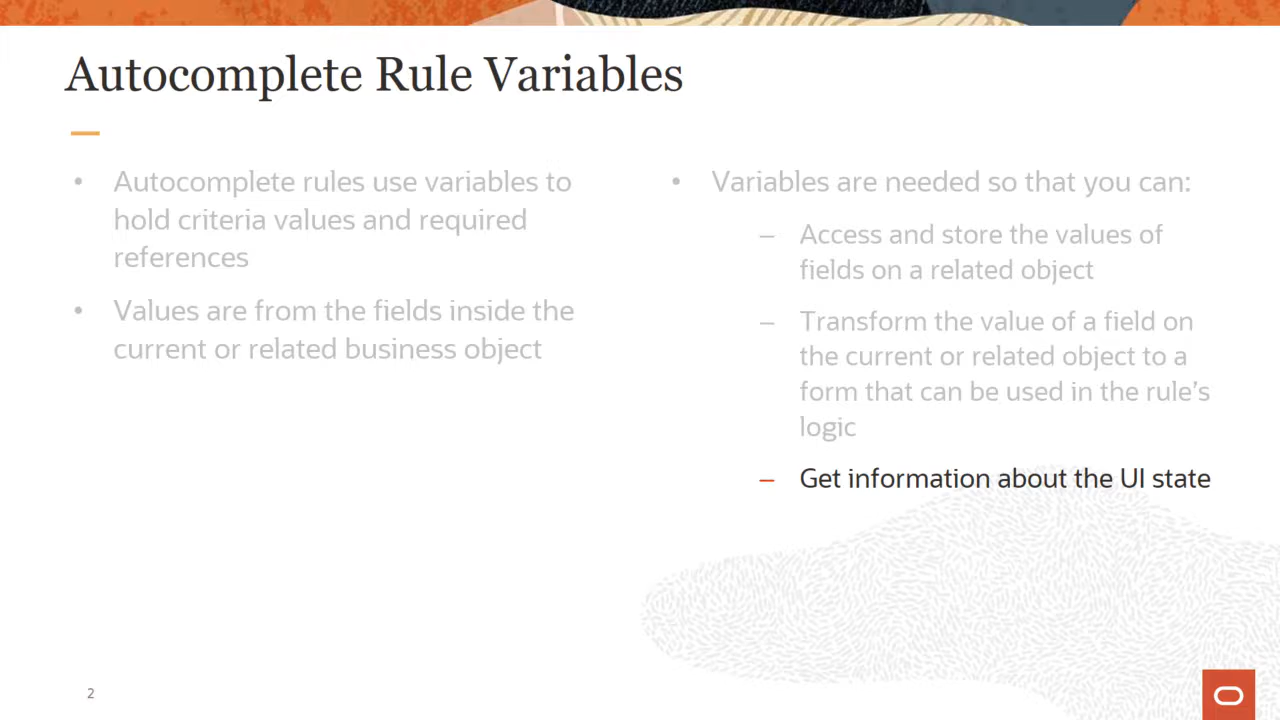 Autocomplete Rule Variables
• Autocomplete rules use variables to
hold criteria values and required
references
• Values are from the fields inside the
current or related business object
• Variables are needed so that you can:
– Access and store the values of
fields on a related object
– Transform the value of a field on
the current or related object to a
form that can be used in the rule’s
logic
– Get information about the UI state
2